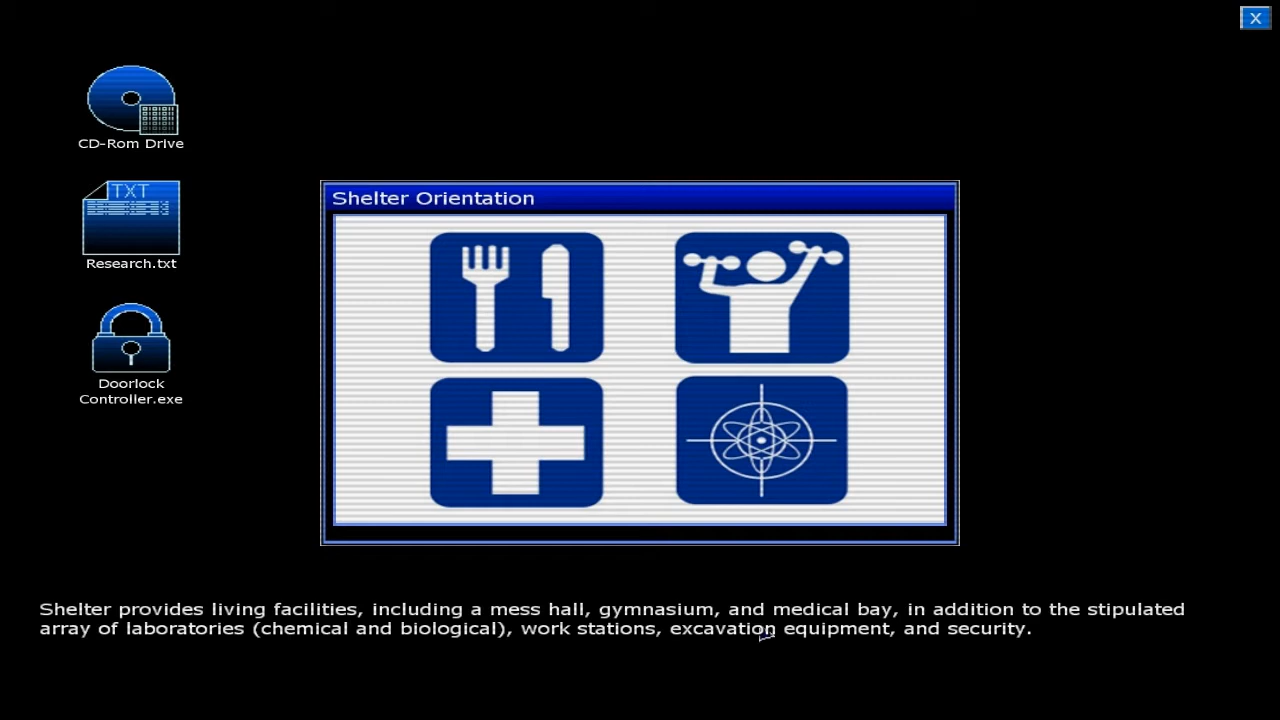 X
CD-Rom Drive
TXT
Research.txt
Doorlock
Controller.exe
Shelter Orientation
Shelter provides living facilities, including a mess hall, gymnasium, and medical bay, in addition to the stipulated
array of laboratories (chemical and biological), work stations, excavation equipment, and security.